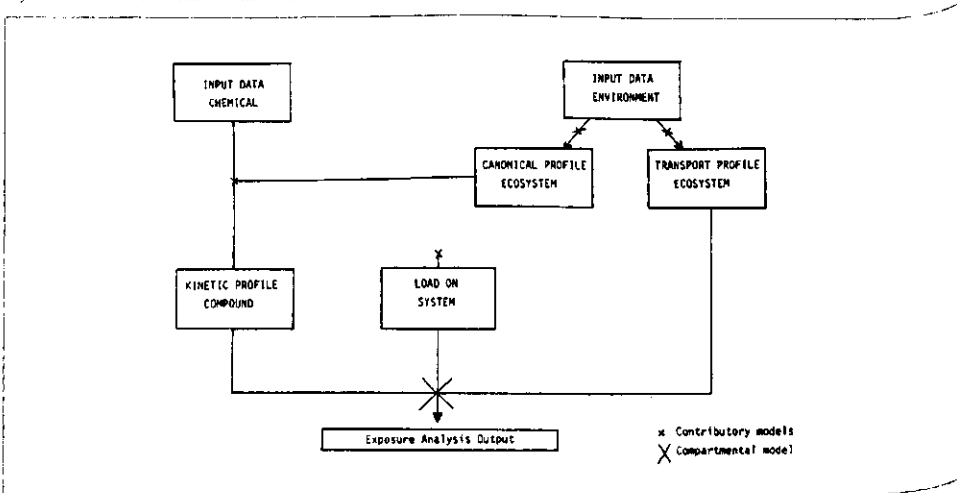 INPUT DATA
CHEMICAL
INPUT DATA
ENVIRONMENT
CANONICAL PROFILE
ECOSYSTEM
TRANSPORT PROFILE
ECOSYSTEM
KINETIC PROFILE
COMPOUND
LOAD ON
SYSTEM
Exposure Analysis Output
x Contributory models
X Compartmental model